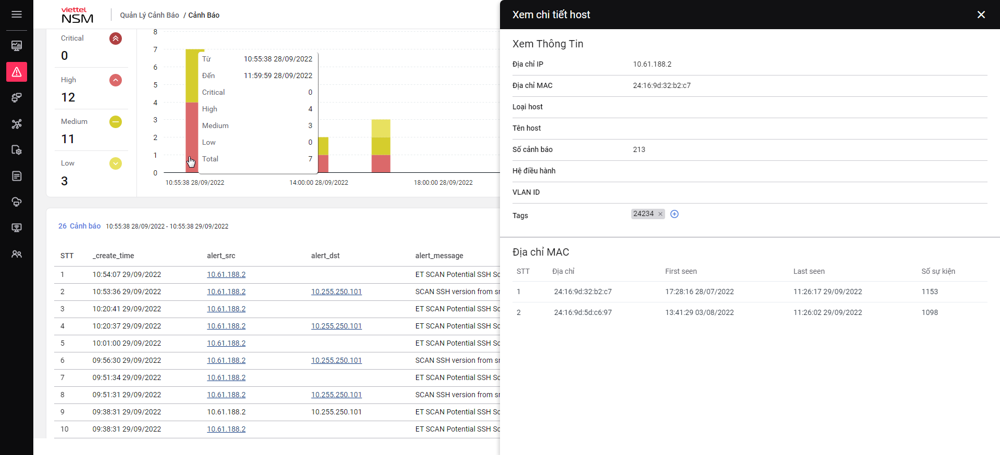 viettel
NSM
Quản Lý Cảnh Báo / Cảnh Báo
Critical
0
High
12
Medium
11
Low
3
8
7
6
5
4
3
2
1
0
Từ 10:55:38 28/09/2022
Đến 11:59:59 28/09/2022
Critical 0
High 4
Medium 3
Low 0
Total 7
10:55:38 28/09/2022 14:00:00 28/09/2022 18:00:00 28/09/2022
26 Cảnh báo 10:55:38 28/09/2022 - 10:55:38 29/09/2022
STT _create_time alert_src alert_dst alert_message
1 10:54:07 29/09/2022 10.61.188.2 ET SCAN Potential SSH Sc
2 10:53:36 29/09/2022 10.61.188.2 10.255.250.101 SCAN SSH version from
3 10:20:41 29/09/2022 10.61.188.2 ET SCAN Potential SSH Sc
4 10:20:37 29/09/2022 10.61.188.2 10.255.250.101 ET SCAN Potential SSH Sc
5 10:01:00 29/09/2022 10.61.188.2 ET SCAN Potential SSH Sc
6 09:56:30 29/09/2022 10.61.188.2 10.255.250.101 SCAN SSH version from
7 09:51:34 29/09/2022 10.61.188.2 ET SCAN Potential SSH Sc
8 09:51:31 29/09/2022 10.61.188.2 10.255.250.101 SCAN SSH version from
9 09:38:31 29/09/2022 10.61.188.2 10.255.250.101 ET SCAN Potential SSH Sc
10 09:38:31 29/09/2022 10.61.188.2 ET SCAN Potential SSH Sc
Xem chi tiết host
Xem Thông Tin
Địa chỉ IP 10.61.188.2
Địa chỉ MAC 24:16:9d:32:b2:c7
Loại host
Tên host
Số cảnh báo 213
Hệ điều hành
VLAN ID
Tags 24234
Địa chỉ MAC
STT Địa chỉ First seen Last seen Số sự kiện
1 24:16:9d:32:b2:c7 17:28:16 28/07/2022 11:26:17 29/09/2022 1153
2 24:16:9d:5d:c6:97 13:41:29 03/08/2022 11:26:02 29/09/2022 1098